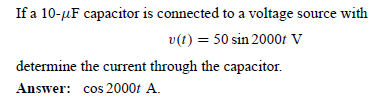 If a 10-μF capacitor is connected to a voltage source with
v(t) = 50 sin 2000t V
determine the current through the capacitor.
Answer: cos 2000t A.